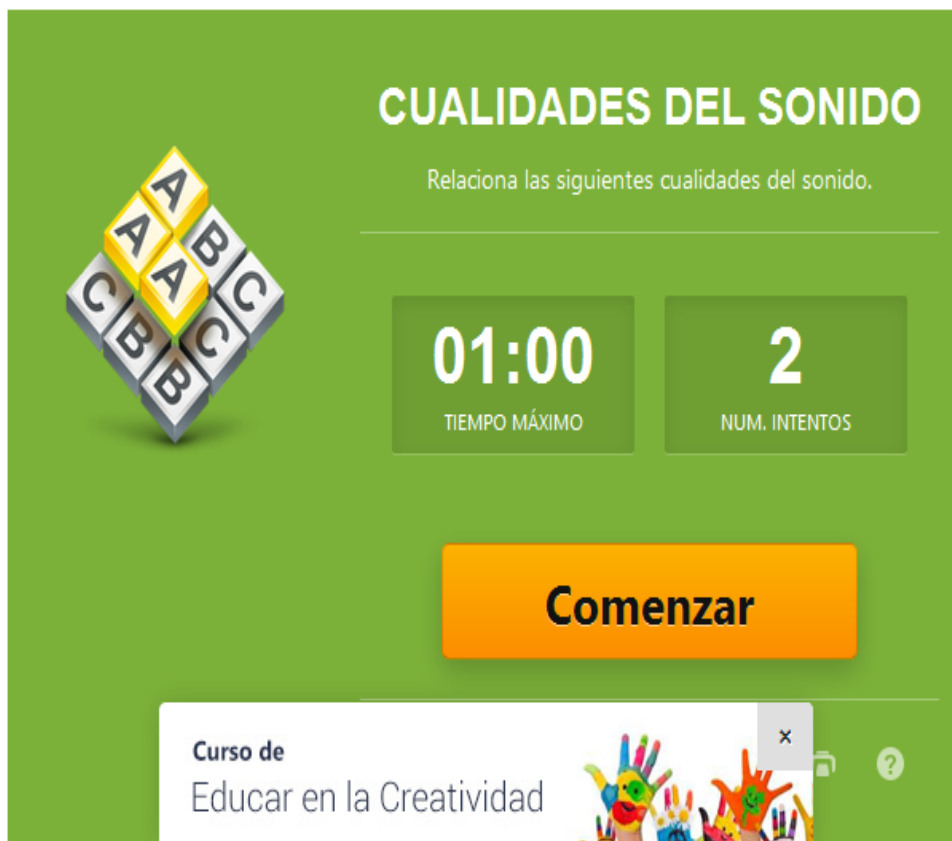 CUALIDADES DEL SONIDO
Relaciona las siguientes cualidades del sonido.
A
A
B
A
C
C
B
C
B
01:00
TIEMPO MÁXIMO
2
NUM. INTENTOS
Comenzar
Curso de
Educar en la Creatividad
×
?